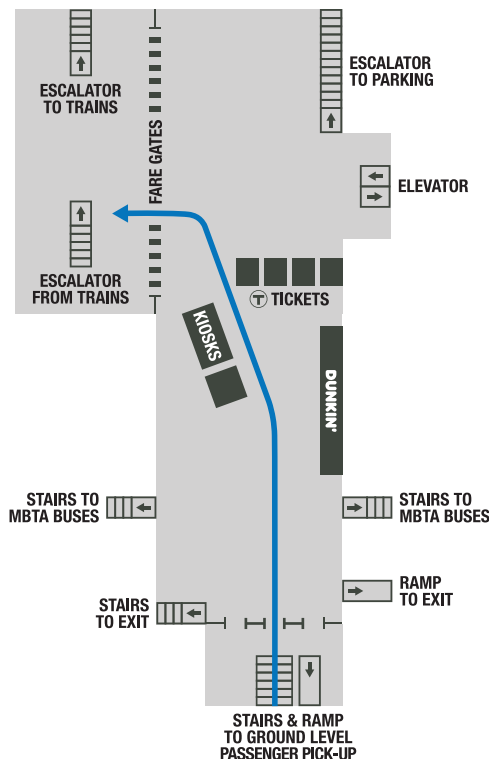 ESCALATOR
TO TRAINS
FARE GATES
ESCALATOR
TO PARKING
ELEVATOR
ESCALATOR
FROM TRAINS
T TICKETS
KIOSKS
DUNKIN'
STAIRS TO
MBTA BUSES
STAIRS TO
MBTA BUSES
STAIRS
TO EXIT
RAMP
TO EXIT
STAIRS & RAMP
TO GROUND LEVEL
PASSENGER PICK-UP